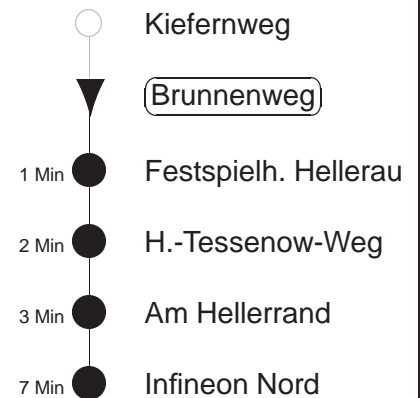 Kiefernweg
Brunnenweg
1 Min Festspielh. Hellerau
2 Min H.-Tessenow-Weg
3 Min Am Hellerrand
7 Min Infineon Nord